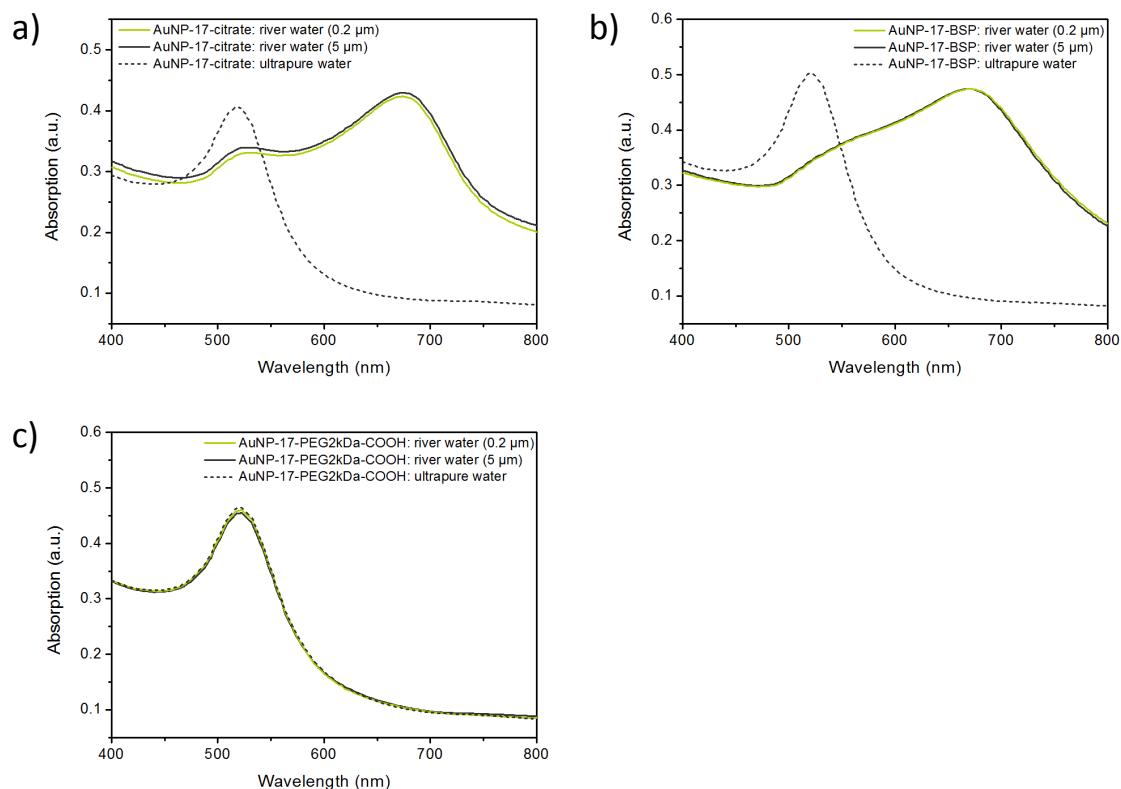 a)
AuNP-17-citrate: river water (0.2 µm)
AuNP-17-citrate: river water (5 µm)
AuNP-17-citrate: ultrapure water
0.5
0.4
0.3
0.2
0.1
Absorption (a.u.)
400 500 600 700 800
Wavelength (nm)
b)
AuNP-17-BSP: river water (0.2 µm)
AuNP-17-BSP: river water (5 µm)
AuNP-17-BSP: ultrapure water
0.6
0.5
0.4
0.3
0.2
0.1
Absorption (a.u.)
400 500 600 700 800
Wavelength (nm)
c)
AuNP-17-PEG2kDa-COOH: river water (0.2 µm)
AuNP-17-PEG2kDa-COOH: river water (5 µm)
AuNP-17-PEG2kDa-COOH: ultrapure water
0.6
0.5
0.4
0.3
0.2
0.1
Absorption (a.u.)
400 500 600 700 800
Wavelength (nm)